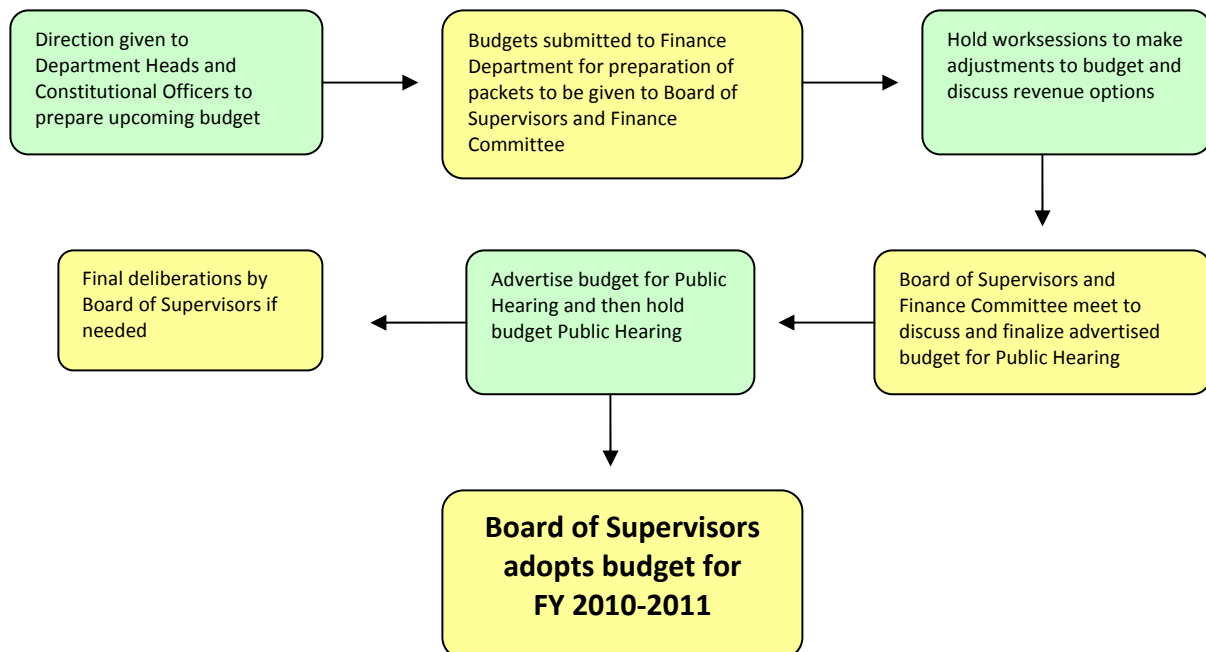 Direction given to
Department Heads and
Constitutional Officers to
prepare upcoming budget
Budgets submitted to Finance
Department for preparation of
packets to be given to Board of
Supervisors and Finance
Committee
Hold worksessions to make
adjustments to budget and
discuss revenue options
Board of Supervisors and
Finance Committee meet to
discuss and finalize advertised
budget for Public Hearing
Advertise budget for Public
Hearing and then hold
budget Public Hearing
Final deliberations by
Board of Supervisors if
needed
Board of Supervisors
adopts budget for
FY 2010-2011